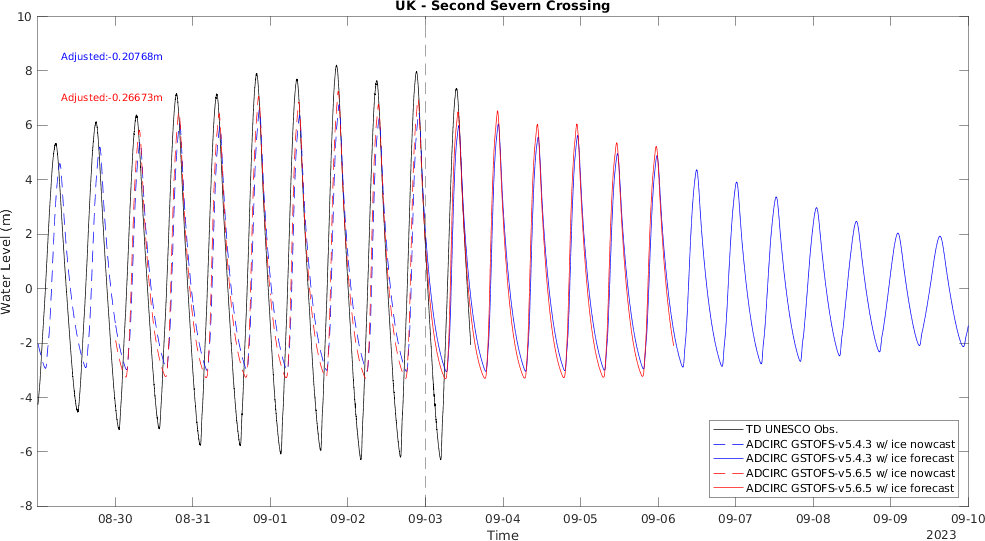 UK - Second Severn Crossing
10
8
6
4
2
0
-2
-4
-6
-8
Water Level (m)
Adjusted:-0.20768m
Adjusted:-0.26673m
TD UNESCO Obs.
ADCIRC GSTOFS-v5.4.3 w/ ice nowcast
ADCIRC GSTOFS-v5.4.3 w/ ice forecast
ADCIRC GSTOFS-v5.6.5 w/ ice nowcast
ADCIRC GSTOFS-v5.6.5 w/ ice forecast
08-30 08-31 09-01 09-02 09-03 09-04 09-05 09-06 09-07 09-08 09-09 09-10
Time
2023